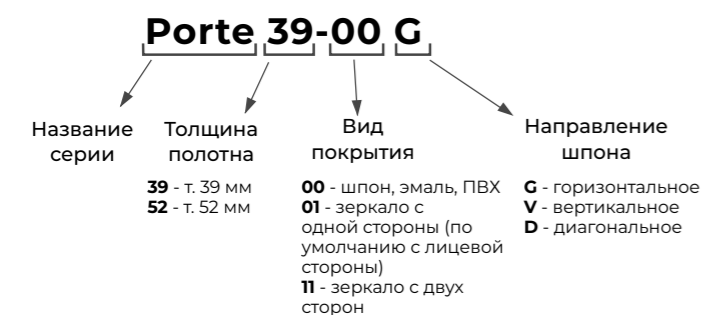 Porte 39-00 G
Название
серии
Толщина
полотна
39 - т. 39 мм
52 - т. 52 мм
Вид
покрытия
00 - шпон, эмаль, ПВХ
01 - зеркало с
одной стороны (по
умолчанию с лицевой
стороны)
11 - зеркало с двух
сторон
Направление
шпона
G - горизонтальное
V - вертикальное
D - диагональное